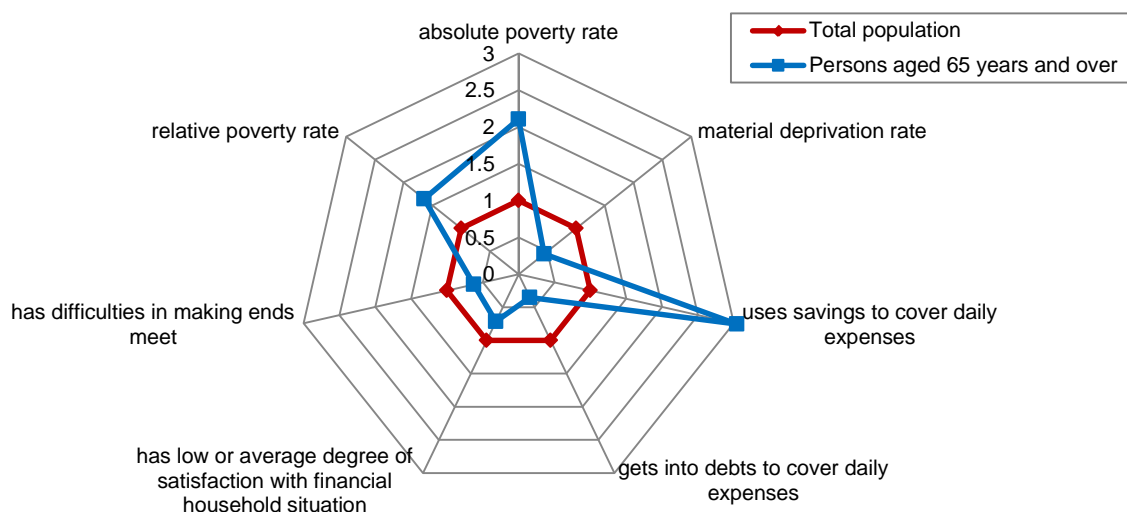 Total population
Persons aged 65 years and over
absolute poverty rate
3
2.5
2
1.5
1
0.5
0
relative poverty rate
material deprivation rate
has difficulties in making ends
meet
uses savings to cover daily
expenses
has low or average degree of
satisfaction with financial
household situation
gets into debts to cover daily
expenses